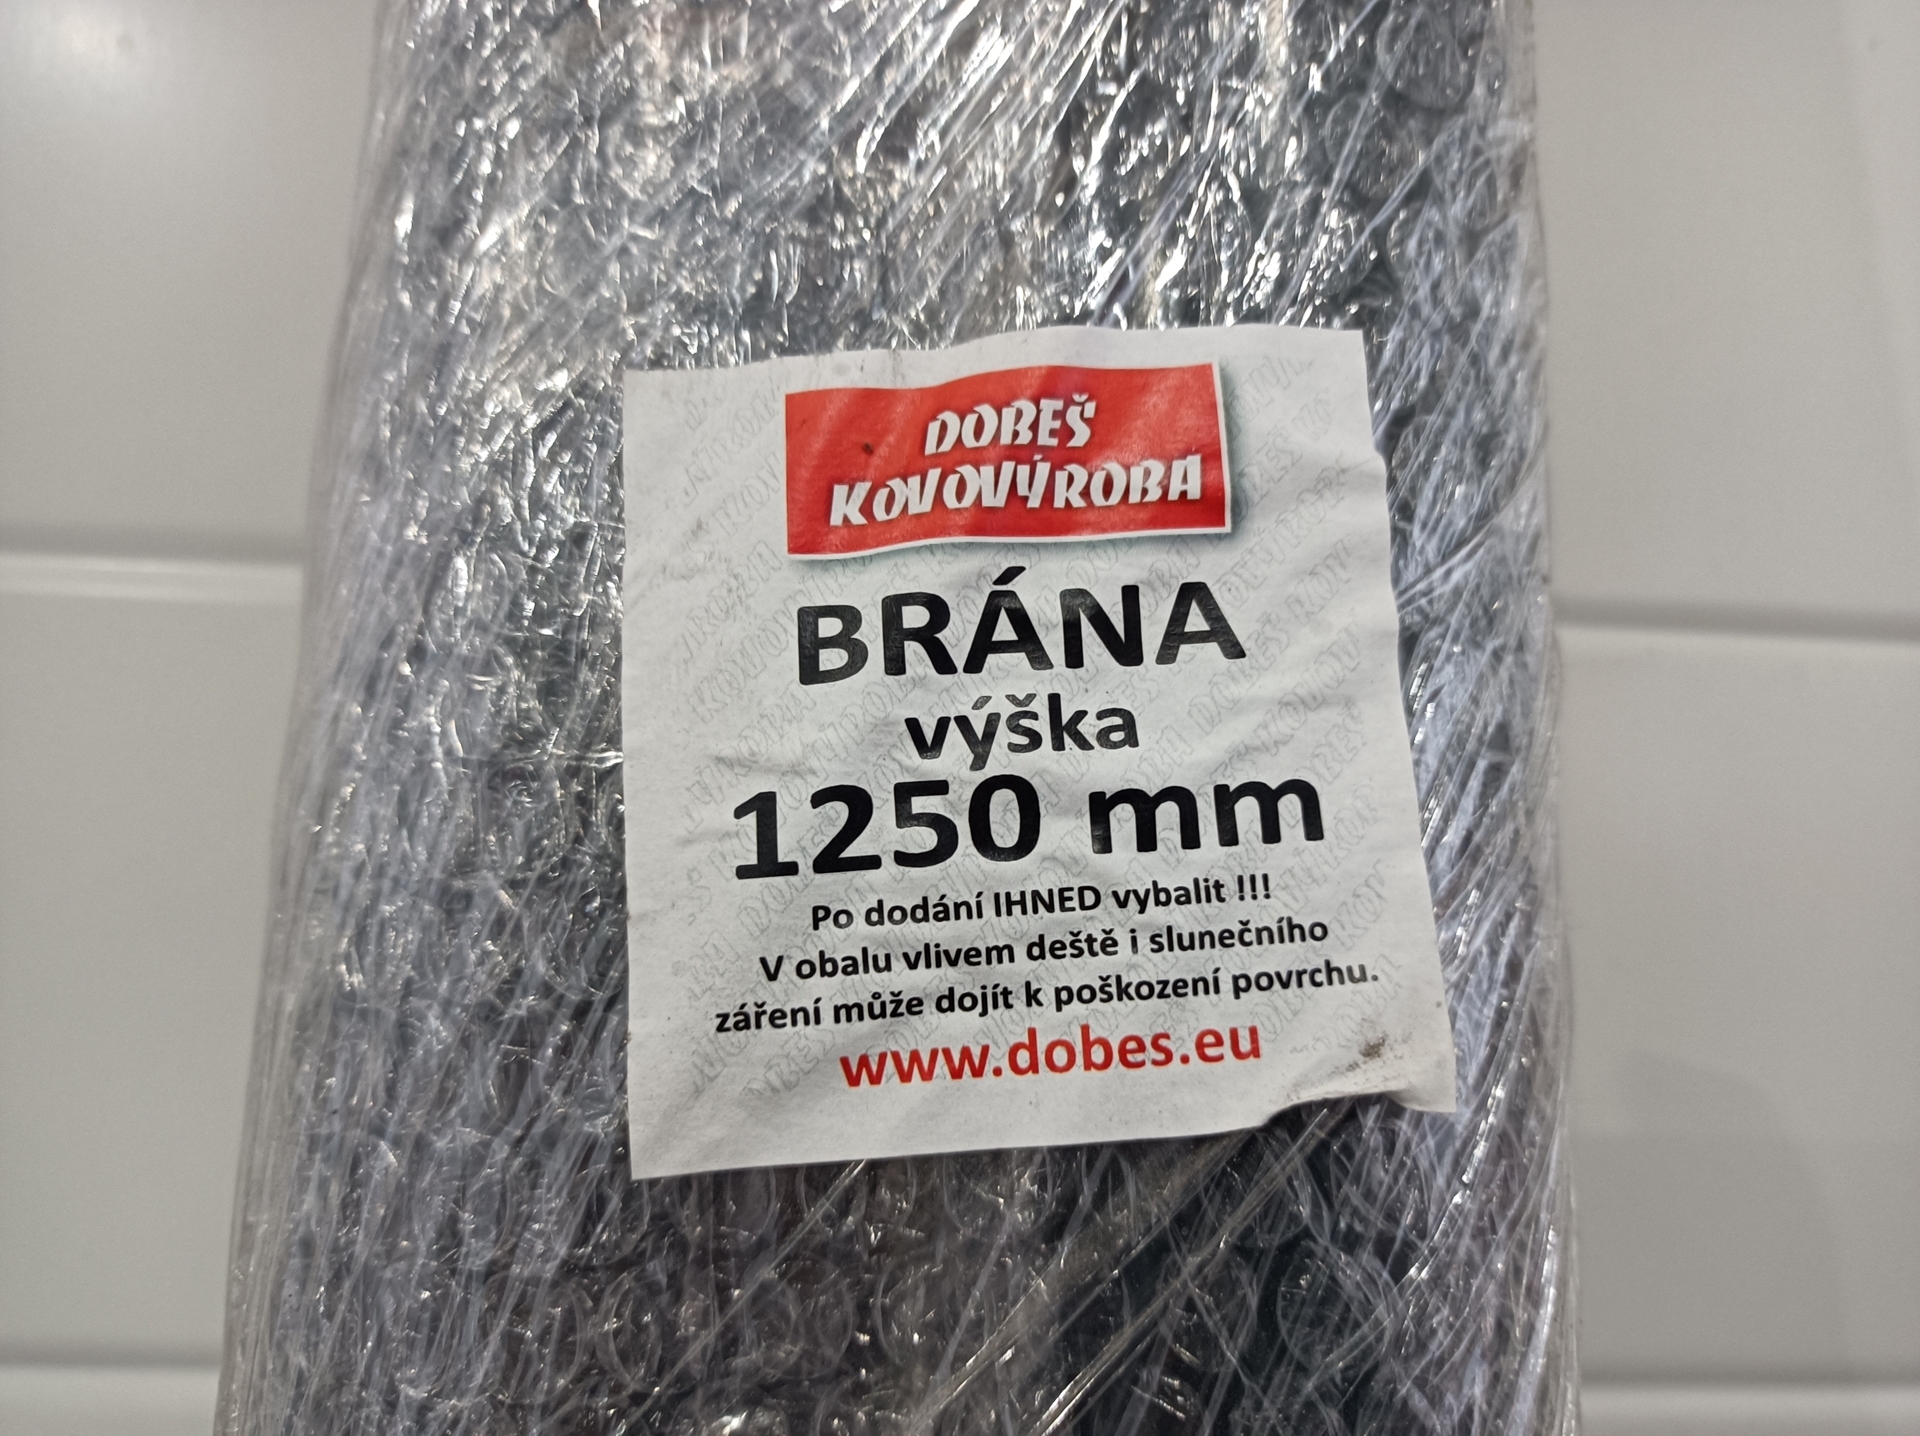 DOBEŠ
KOVOVÝROBA
BRÁNA
výška
1250 mm
Po dodání IHNED vybalit !!!
V obalu vlivem deště i slunečního
záření může dojít k poškození povrchu.
www.dobes.eu